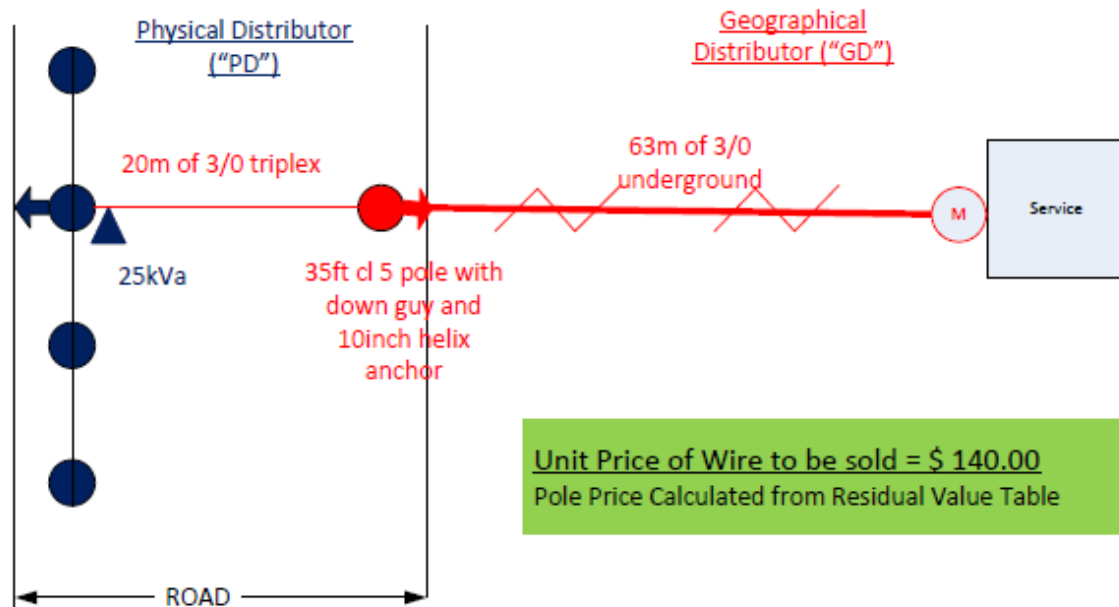 Physical Distributor
(“PD”)
Geographical
Distributor (“GD”)
20m of 3/0 triplex
63m of 3/0
underground
M
Service
25kVa
35ft cl 5 pole with
down guy and
10inch helix
anchor
Unit Price of Wire to be sold = $ 140.00
Pole Price Calculated from Residual Value Table
ROAD